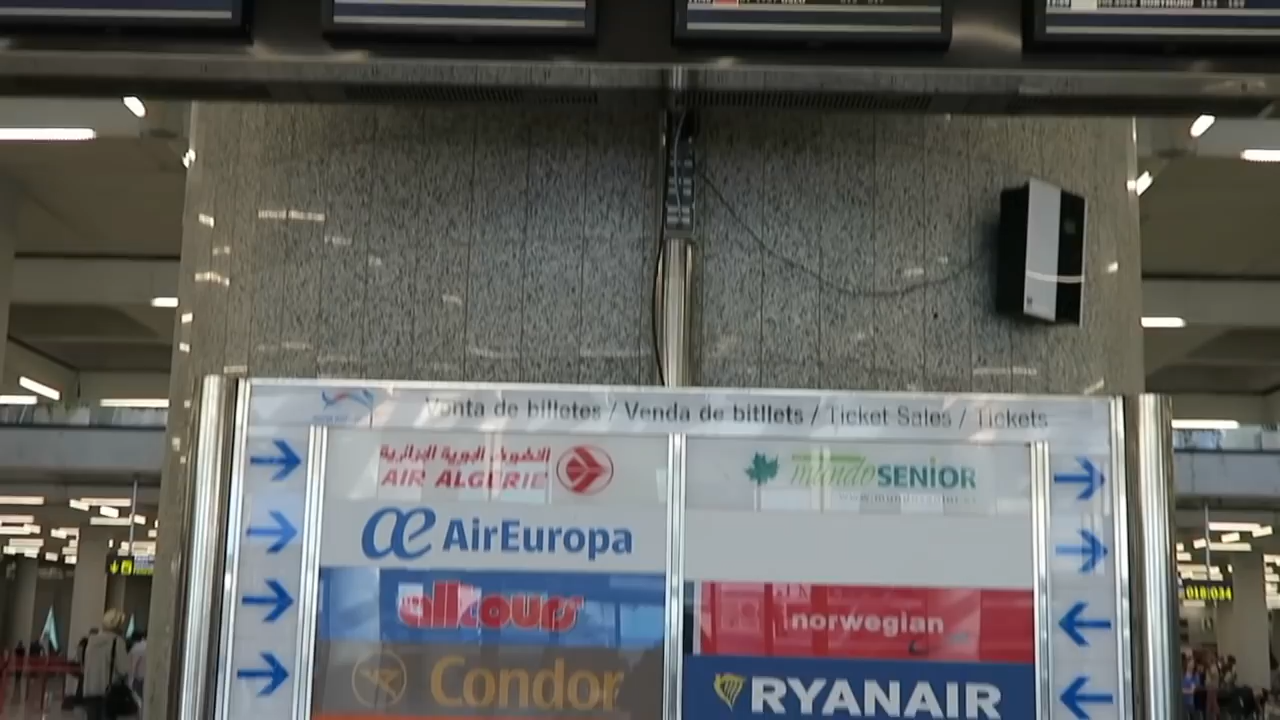 Venta de billetes / Venda de bitllets / Ticket Sales / Tickets
الخطوط الجوية الجزائرية
AIR ALGERIE
mundoSENIOR
AirEuropa
alltours
norwegian
Condor
RYANAIR